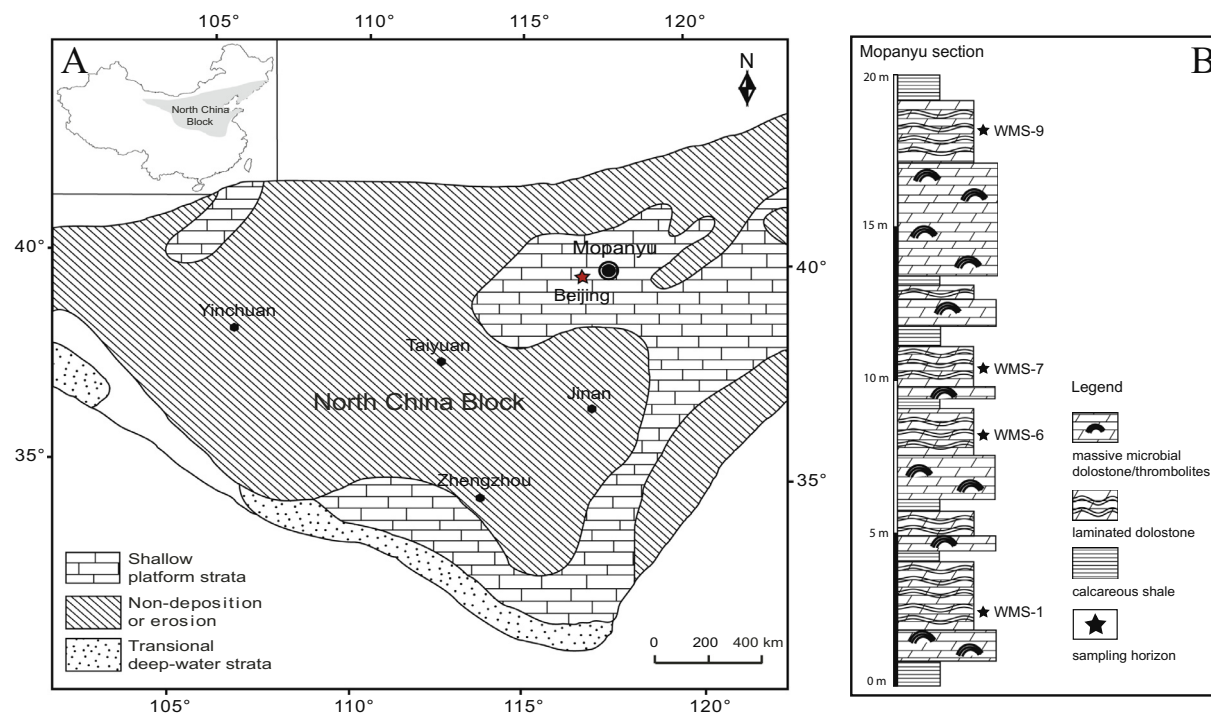 105°
110°
115°
120°
A
North China
Block
N
40°
40°
Mopanyu
Beijing
Yinchuan
Taiyuan
Jinan
North China Block
35°
35°
Zhengzhou
Shallow
platform strata
Non-deposition
or erosion
Transional
deep-water strata
0 200 400 km
105°
110°
115°
120°
Mopanyu section
B
20 m
WMS-9
15 m
10 m
WMS-7
WMS-6
5 m
WMS-1
0 m
Legend
massive microbial
dolostone/thrombolites
laminated dolostone
calcareous shale
sampling horizon